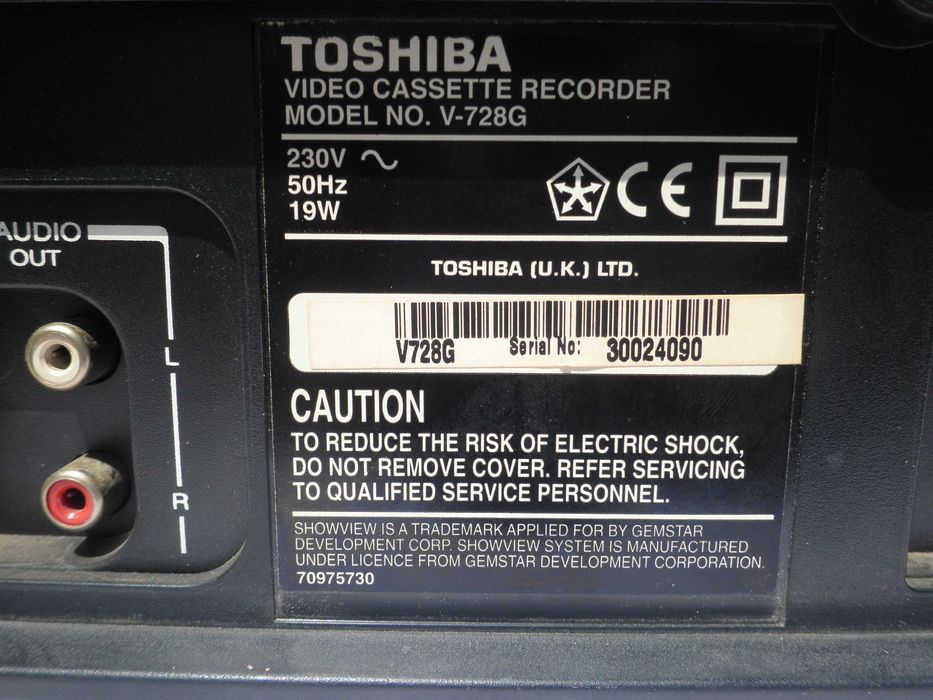 AUDIO
OUT
L
R
TOSHIBA
VIDEO CASSETTE RECORDER
MODEL NO. V-728G
230V ~
50Hz
19W
CE
TOSHIBA (U.K.) LTD.
V728G Serial No: 30024090
CAUTION
TO REDUCE THE RISK OF ELECTRIC SHOCK,
DO NOT REMOVE COVER. REFER SERVICING
TO QUALIFIED SERVICE PERSONNEL.
SHOWVIEW IS A TRADEMARK APPLIED FOR BY GEMSTAR
DEVELOPMENT CORP. SHOWVIEW SYSTEM IS MANUFACTURED
UNDER LICENCE FROM GEMSTAR DEVELOPMENT CORPORATION.
70975730